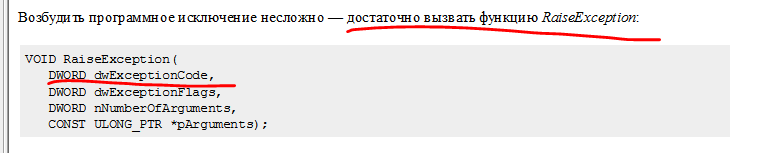 Возбудить программное исключение несложно — достаточно вызвать функцию RaiseException:
VOID RaiseException(
DWORD dwExceptionCode,
DWORD dwExceptionFlags,
DWORD nNumberOfArguments,
CONST ULONG_PTR *pArguments);